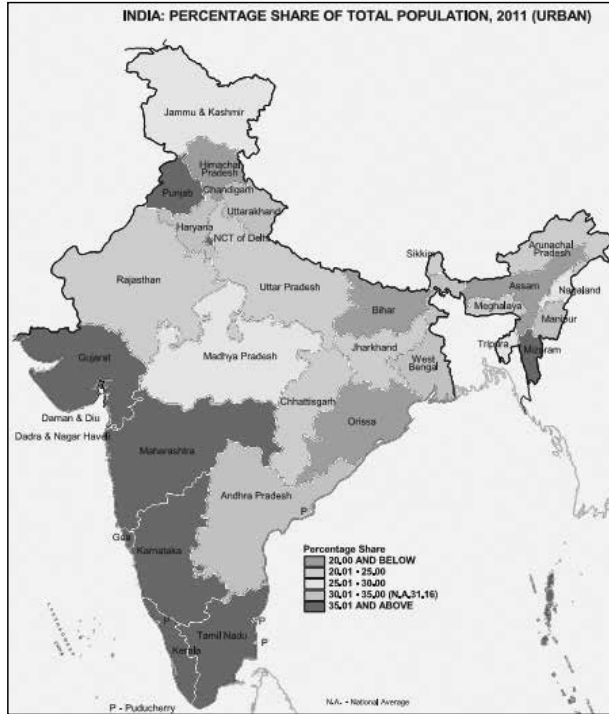 INDIA: PERCENTAGE SHARE OF TOTAL POPULATION, 2011 (URBAN)
Jammu & Kashmir
Himachal
Pradesh
Punjab
Chandigarh
Uttarakhand
Haryana
NCT of Delhi
Sikkim
Arunachal
Pradesh
Rajasthan
Uttar Pradesh
Assam
Nagaland
Bihar
Meghalaya
Manipur
Tripura
Mizoram
Gujarat
Madhya Pradesh
Jharkhand
West
Bengal
Daman & Diu
Chhattisgarh
Dadra & Nagar Haveli
Orissa
Maharashtra
Andhra Pradesh
P
Goa
Karnataka
Percentage Share
20.00 AND BELOW
20.01 - 25.00
25.01 - 30.00
30.01 - 35.00 (N.A.31.16)
35.01 AND ABOVE
P
P
Tamil Nadu
P
Kerala
P - Puducherry
N.A. - National Average